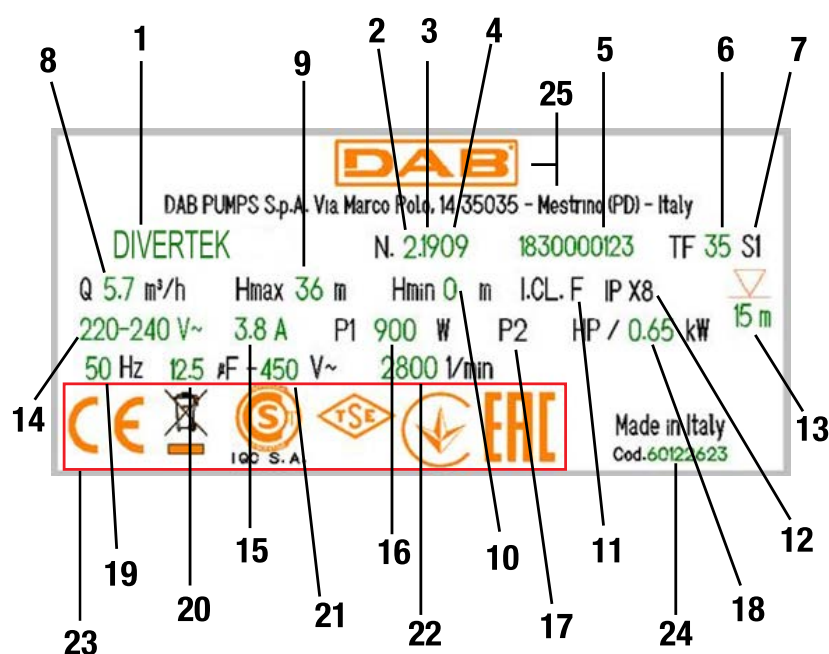 1 2 3 4 5 6 7
8 9 25
DAB
DAB PUMPS S.p.A. Via Marco Polo, 14 35035 - Mestrino (PD) - Italy
DIVERTEK N. 2.1909 1830000123 TF 35 S1
Q 5.7 m³/h Hmax 36 m Hmin 0 m I.CL. F IP X8
220-240 V~ 3.8 A P1 900 W P2 HP / 0.65 kW 15 m
50 Hz 12.5 µF - 450 V~ 2800 1/min
CE S TSE EAC
IQC S.A.
Made in Italy
Cod.60122623
14 13
19 20 15 21 16 22 10 17 11 18 12
23 24